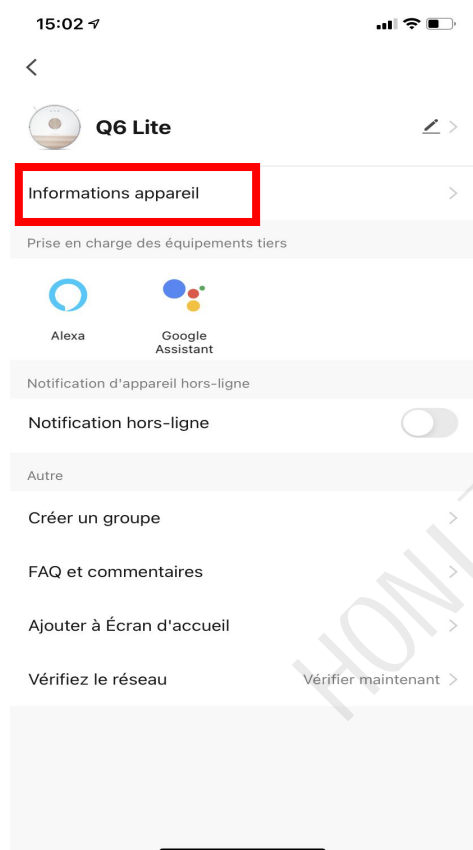 15:02
Q6 Lite
Informations appareil
Prise en charge des équipements tiers
Alexa
Google
Assistant
Notification d'appareil hors-ligne
Notification hors-ligne
Autre
Créer un groupe
FAQ et commentaires
Ajouter à Écran d'accueil
Vérifiez le réseau
Vérifier maintenant